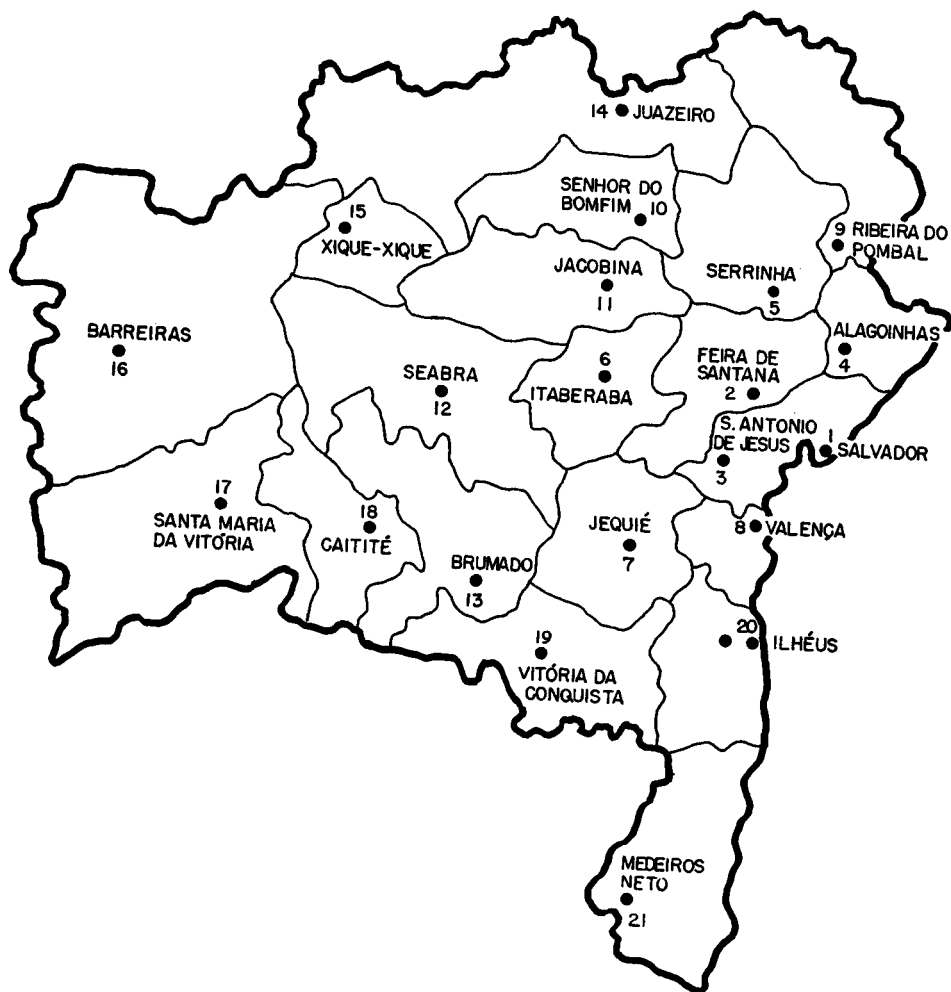 14 JUAZEIRO
SENHOR DO
BOMFIM 10
15
XIQUE-XIQUE
9 RIBEIRA DO
POMBAL
JACOBINA
11
SERRINHA
5
BARREIRAS
16
ALAGOINHAS
4
SEABRA
12
6
ITABERABA
FEIRA DE
SANTANA
2
S. ANTONIO
DE JESUS
3
1
SALVADOR
17
SANTA MARIA
DA VITÓRIA
18
CAITITÉ
JEQUIÉ
7
8 VALENÇA
BRUMADO
13
20
ILHÉUS
19
VITÓRIA DA
CONQUISTA
MEDEIROS
NETO
21